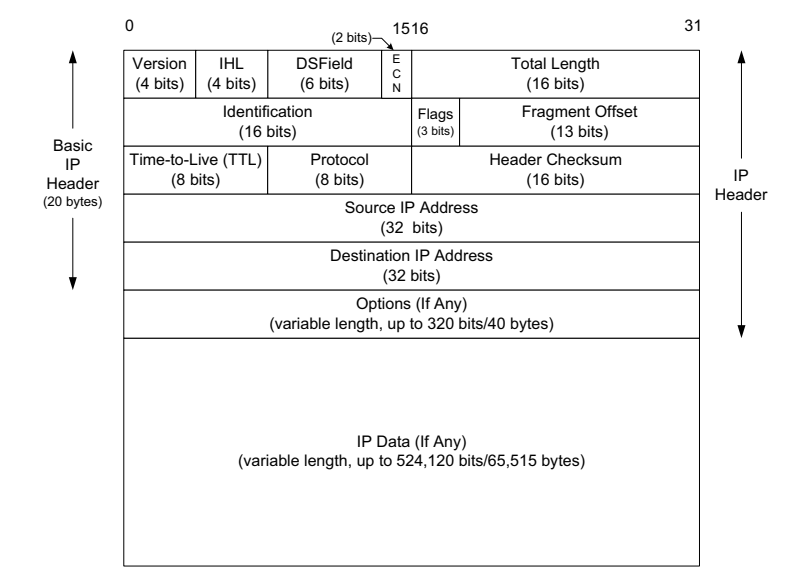 0
1516
31
(2 bits)
Version
(4 bits)
IHL
(4 bits)
DSField
(6 bits)
E
C
N
Total Length
(16 bits)
Identification
(16 bits)
Flags
(3 bits)
Fragment Offset
(13 bits)
Time-to-Live (TTL)
(8 bits)
Protocol
(8 bits)
Header Checksum
(16 bits)
Source IP Address
(32 bits)
Destination IP Address
(32 bits)
Options (If Any)
(variable length, up to 320 bits/40 bytes)
IP Data (If Any)
(variable length, up to 524,120 bits/65,515 bytes)
Basic
IP
Header
(20 bytes)
IP
Header